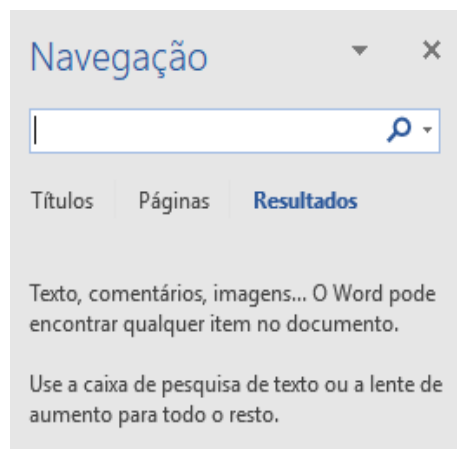 Navegação
Títulos Páginas Resultados
Texto, comentários, imagens... O Word pode
encontrar qualquer item no documento.
Use a caixa de pesquisa de texto ou a lente de
aumento para todo o resto.